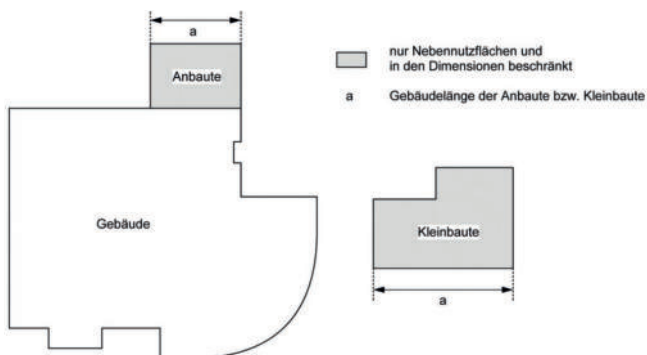 a
Anbaute
nur Nebennutzflächen und
in den Dimensionen beschränkt
a Gebäudelänge der Anbaute bzw. Kleinbaute
Gebäude
Kleinbaute
a